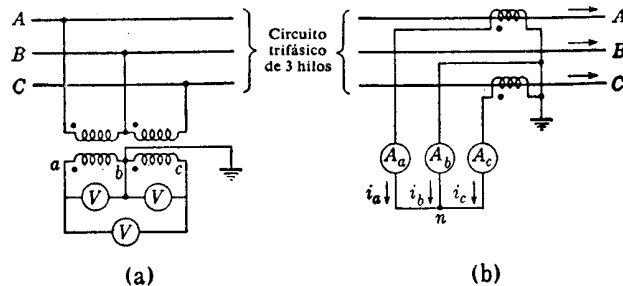 A
B
C
Circuito
trifásico
de 3 hilos
A
B
C
a
b
c
V
V
V
A_a
A_b
A_c
i_a
i_b
i_c
n
(a)
(b)